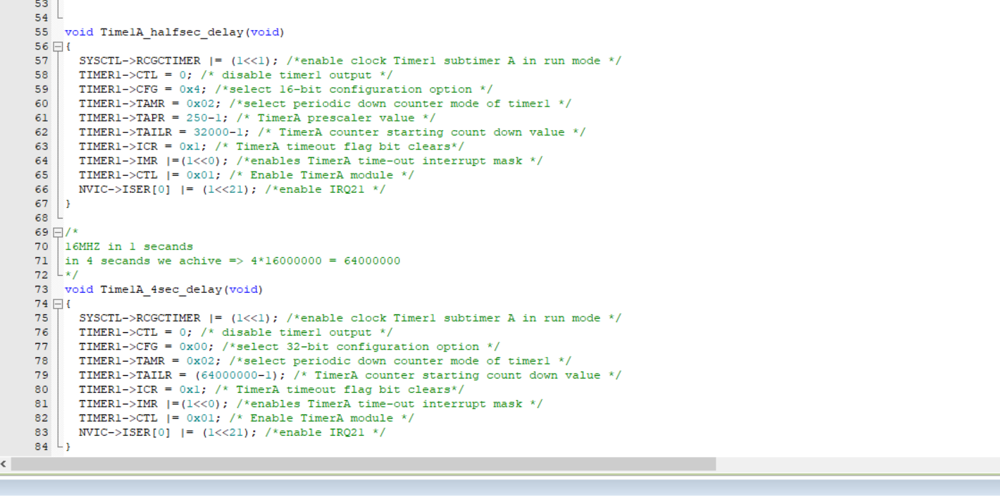 53
54
55 void Time1A_halfsec_delay(void)
56 {
57 SYSCTL->RCGCTIMER |= (1<<1); /*enable clock Timer1 subtimer A in run mode */
58 TIMER1->CTL = 0; /* disable timer1 output */
59 TIMER1->CFG = 0x4; /*select 16-bit configuration option */
60 TIMER1->TAMR = 0x02; /*select periodic down counter mode of timer1 */
61 TIMER1->TAPR = 250-1; /* TimerA prescaler value */
62 TIMER1->TAILR = 32000-1; /* TimerA counter starting count down value */
63 TIMER1->ICR = 0x1; /* TimerA timeout flag bit clears*/
64 TIMER1->IMR |=(1<<0); /*enables TimerA time-out interrupt mask */
65 TIMER1->CTL |= 0x01; /* Enable TimerA module */
66 NVIC->ISER[0] |= (1<<21); /*enable IRQ21 */
67 }
68
69 /*
70 16MHZ in 1 seconds
71 in 4 seconds we achive => 4*16000000 = 64000000
72 */
73 void Time1A_4sec_delay(void)
74 {
75 SYSCTL->RCGCTIMER |= (1<<1); /*enable clock Timer1 subtimer A in run mode */
76 TIMER1->CTL = 0; /* disable timer1 output */
77 TIMER1->CFG = 0x00; /*select 32-bit configuration option */
78 TIMER1->TAMR = 0x02; /*select periodic down counter mode of timer1 */
79 TIMER1->TAILR = (64000000-1); /* TimerA counter starting count down value */
80 TIMER1->ICR = 0x1; /* TimerA timeout flag bit clears*/
81 TIMER1->IMR |=(1<<0); /*enables TimerA time-out interrupt mask */
82 TIMER1->CTL |= 0x01; /* Enable TimerA module */
83 NVIC->ISER[0] |= (1<<21); /*enable IRQ21 */
84 }